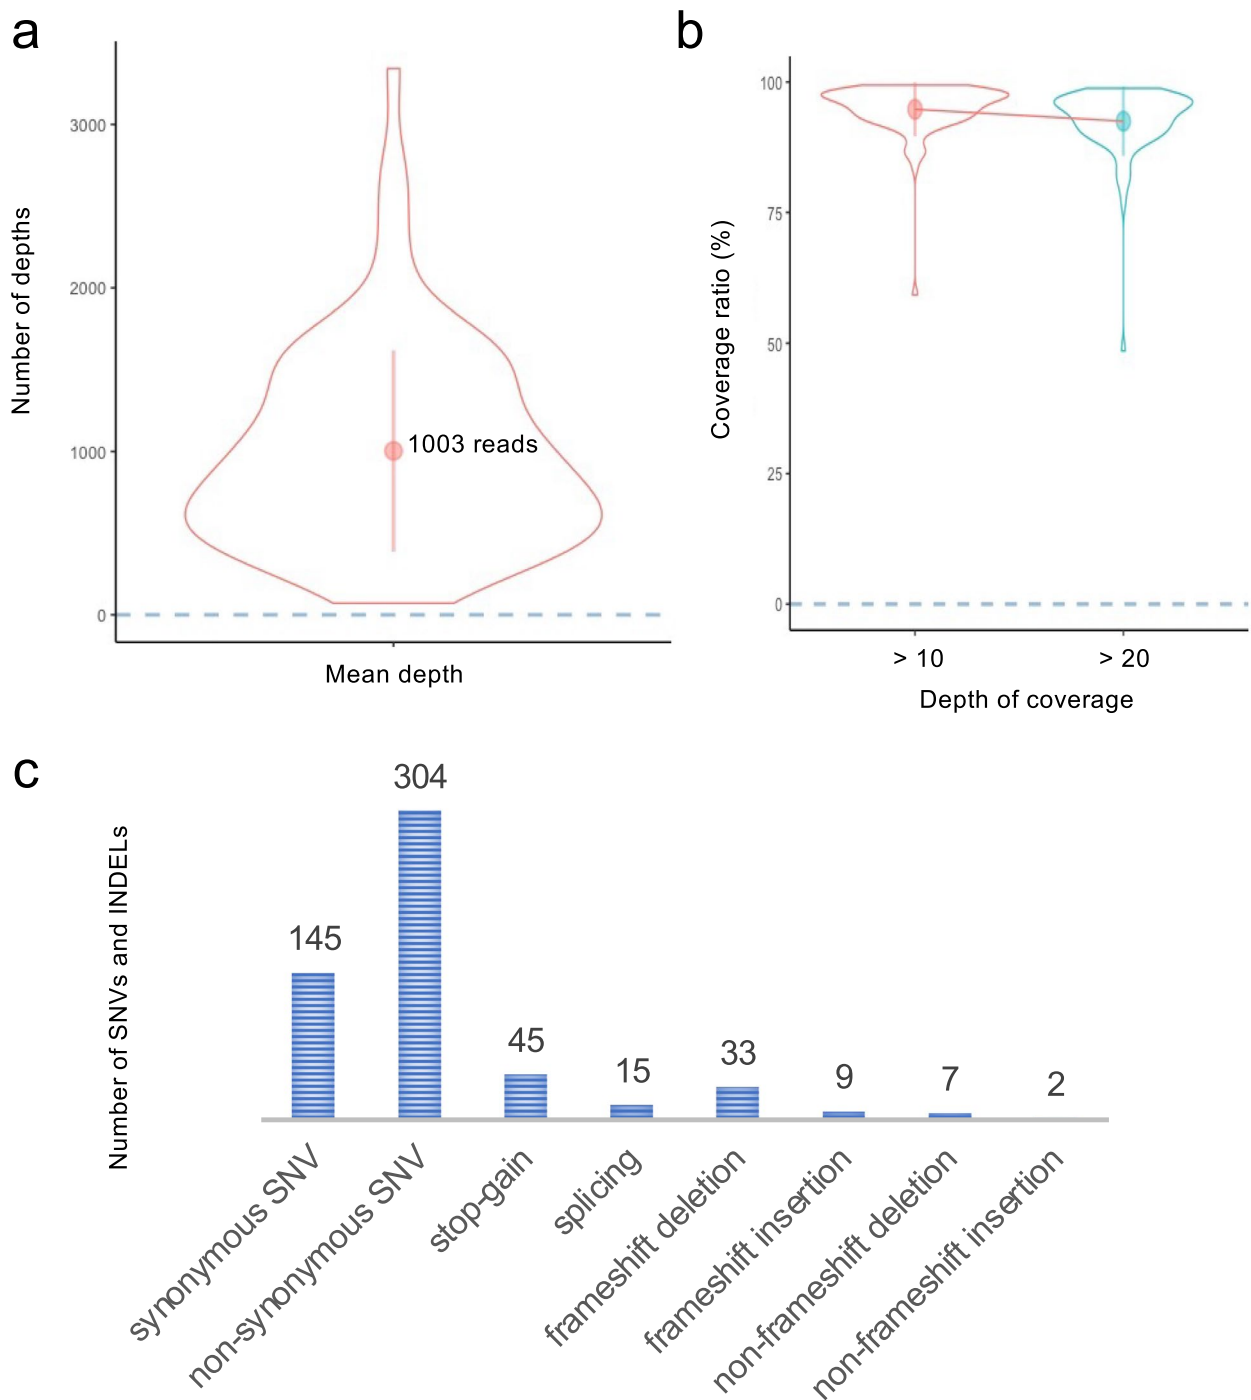 a
3000
2000
1000
0
Number of depths
1003 reads
Mean depth
b
100
75
50
25
0
Coverage ratio (%)
> 10
> 20
Depth of coverage
c
Number of SNVs and INDELs
145
304
45
15
33
9
7
2
synonymous SNV
non-synonymous SNV
stop-gain
splicing
frameshift deletion
frameshift insertion
non-frameshift deletion
non-frameshift insertion